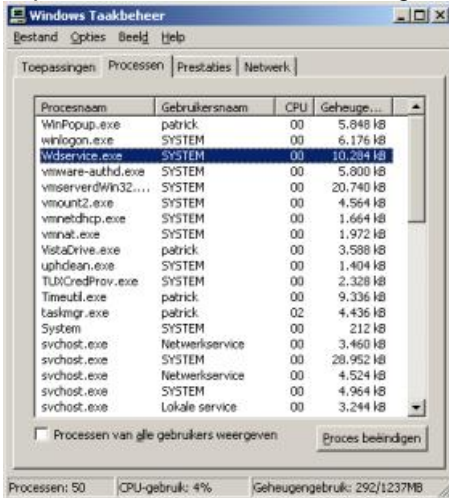 Windows Taakbeheer
Bestand Opties Beeld Help
Toepassingen Processen Prestaties Netwerk
Procesnaam Gebruikersnaam CPU Geheuge...
WinPopup.exe patrick 00 5.848 kB
winlogon.exe SYSTEM 00 6.176 kB
Wdservice.exe SYSTEM 00 10.284 kB
vmware-authd.exe SYSTEM 00 5.800 kB
vmserverdWin32.... SYSTEM 00 20.740 kB
vmount2.exe SYSTEM 00 4.564 kB
vmnetdhcp.exe SYSTEM 00 1.664 kB
vmnat.exe SYSTEM 00 1.972 kB
VistaDrive.exe patrick 00 3.588 kB
uphclean.exe SYSTEM 00 1.404 kB
TUXCredProv.exe SYSTEM 00 2.328 kB
Timeutil.exe patrick 00 9.336 kB
taskmgr.exe patrick 02 4.436 kB
System SYSTEM 00 212 kB
svchost.exe Netwerkservice 00 3.460 kB
svchost.exe SYSTEM 00 28.952 kB
svchost.exe Netwerkservice 00 4.524 kB
svchost.exe SYSTEM 00 4.964 kB
svchost.exe Lokale service 00 3.244 kB
Processen van alle gebruikers weergeven Proces beëindigen
Processen: 50 CPU-gebruik: 4% Geheugengebruik: 292/1237MB